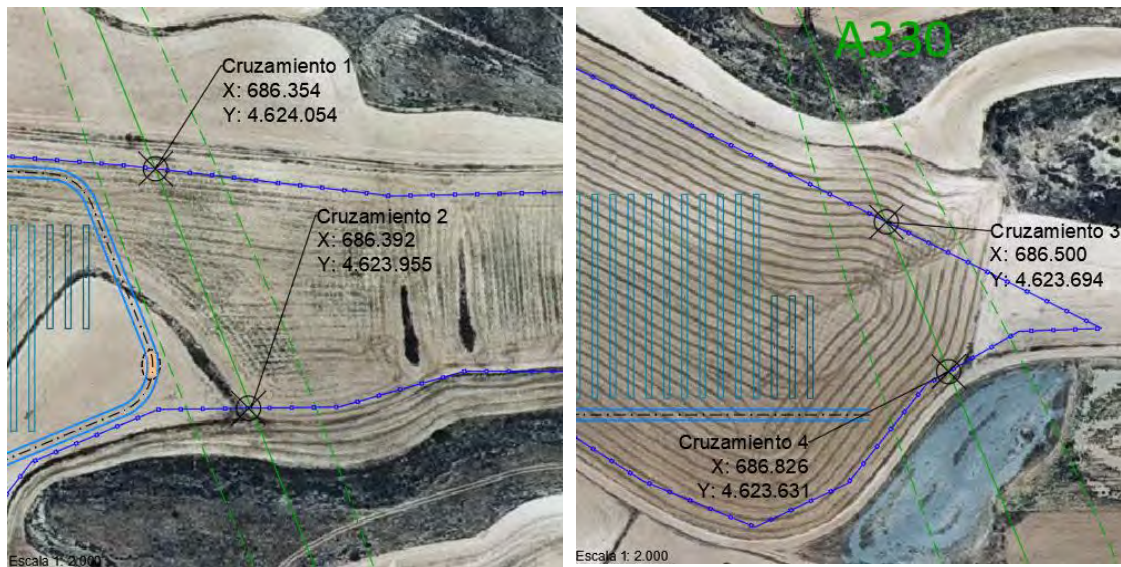 Cruzamiento 1
X: 686.354
Y: 4.624.054
Cruzamiento 2
X: 686.392
Y: 4.623.955
Escala 1: 2.000
A330
Cruzamiento 3
X: 686.500
Y: 4.623.694
Cruzamiento 4
X: 686.826
Y: 4.623.631
Escala 1: 2.000